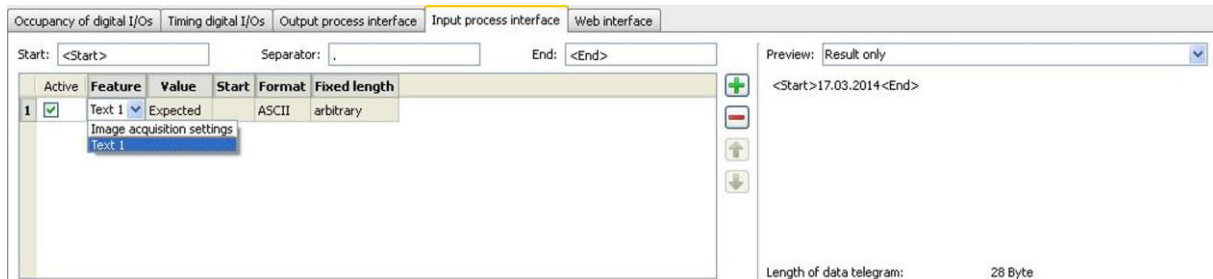 Occupancy of digital I/Os Timing digital I/Os Output process interface Input process interface Web interface
Start: <Start> Separator: , End: <End> Preview: Result only
Active Feature Value Start Format Fixed length
<Start>17.03.2014<End>
1 Text 1 Expected ASCII arbitrary
Image acquisition settings
Text 1
Length of data telegram: 28 Byte